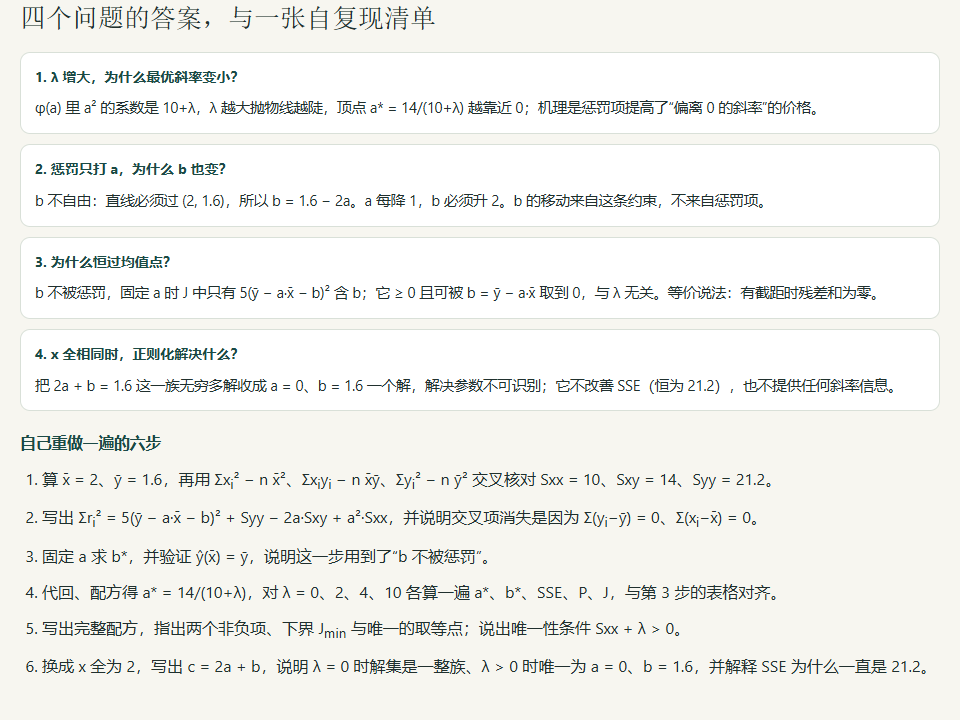 四个问题的答案，与一张自复现清单
1. λ 增大，为什么最优斜率变小？
φ(a) 里 a² 的系数是 10+λ，λ 越大抛物线越陡，顶点 a* = 14/(10+λ) 越靠近 0；机理是惩罚项提高了“偏离 0 的斜率”的价格。
2. 惩罚只打 a，为什么 b 也变？
b 不自由：直线必须过 (2, 1.6)，所以 b = 1.6 − 2a。a 每降 1，b 必须升 2。b 的移动来自这条约束，不来自惩罚项。
3. 为什么恒过均值点？
b 不被惩罚，固定 a 时 J 中只有 5(ȳ − a·x̄ − b)² 含 b；它 ≥ 0 且可被 b = ȳ − a·x̄ 取到 0，与 λ 无关。等价说法：有截距时残差和为零。
4. x 全相同时，正则化解决什么？
把 2a + b = 1.6 这一族无穷多解收成 a = 0、b = 1.6 一个解，解决参数不可识别；它不改善 SSE（恒为 21.2），也不提供任何斜率信息。
自己重做一遍的六步
1. 算 x̄ = 2、ȳ = 1.6，再用 Σxᵢ² − n x̄²、Σxᵢyᵢ − n x̄ȳ、Σyᵢ² − n ȳ² 交叉核对 Sxx = 10、Sxy = 14、Syy = 21.2。
2. 写出 Σrᵢ² = 5(ȳ − a·x̄ − b)² + Syy − 2a·Sxy + a²·Sxx，并说明交叉项消失是因为 Σ(yᵢ−ȳ) = 0、Σ(xᵢ−x̄) = 0。
3. 固定 a 求 b*，并验证 ŷ(x̄) = ȳ，说明这一步用到了“b 不被惩罚”。
4. 代回、配方得 a* = 14/(10+λ)，对 λ = 0、2、4、10 各算一遍 a*、b*、SSE、P、J，与第 3 步的表格对齐。
5. 写出完整配方，指出两个非负项、下界 Jmin 与唯一的取等点；说出唯一性条件 Sxx + λ > 0。
6. 换成 x 全为 2，写出 c = 2a + b，说明 λ = 0 时解集是一整族、λ > 0 时唯一为 a = 0、b = 1.6，并解释 SSE 为什么一直是 21.2。